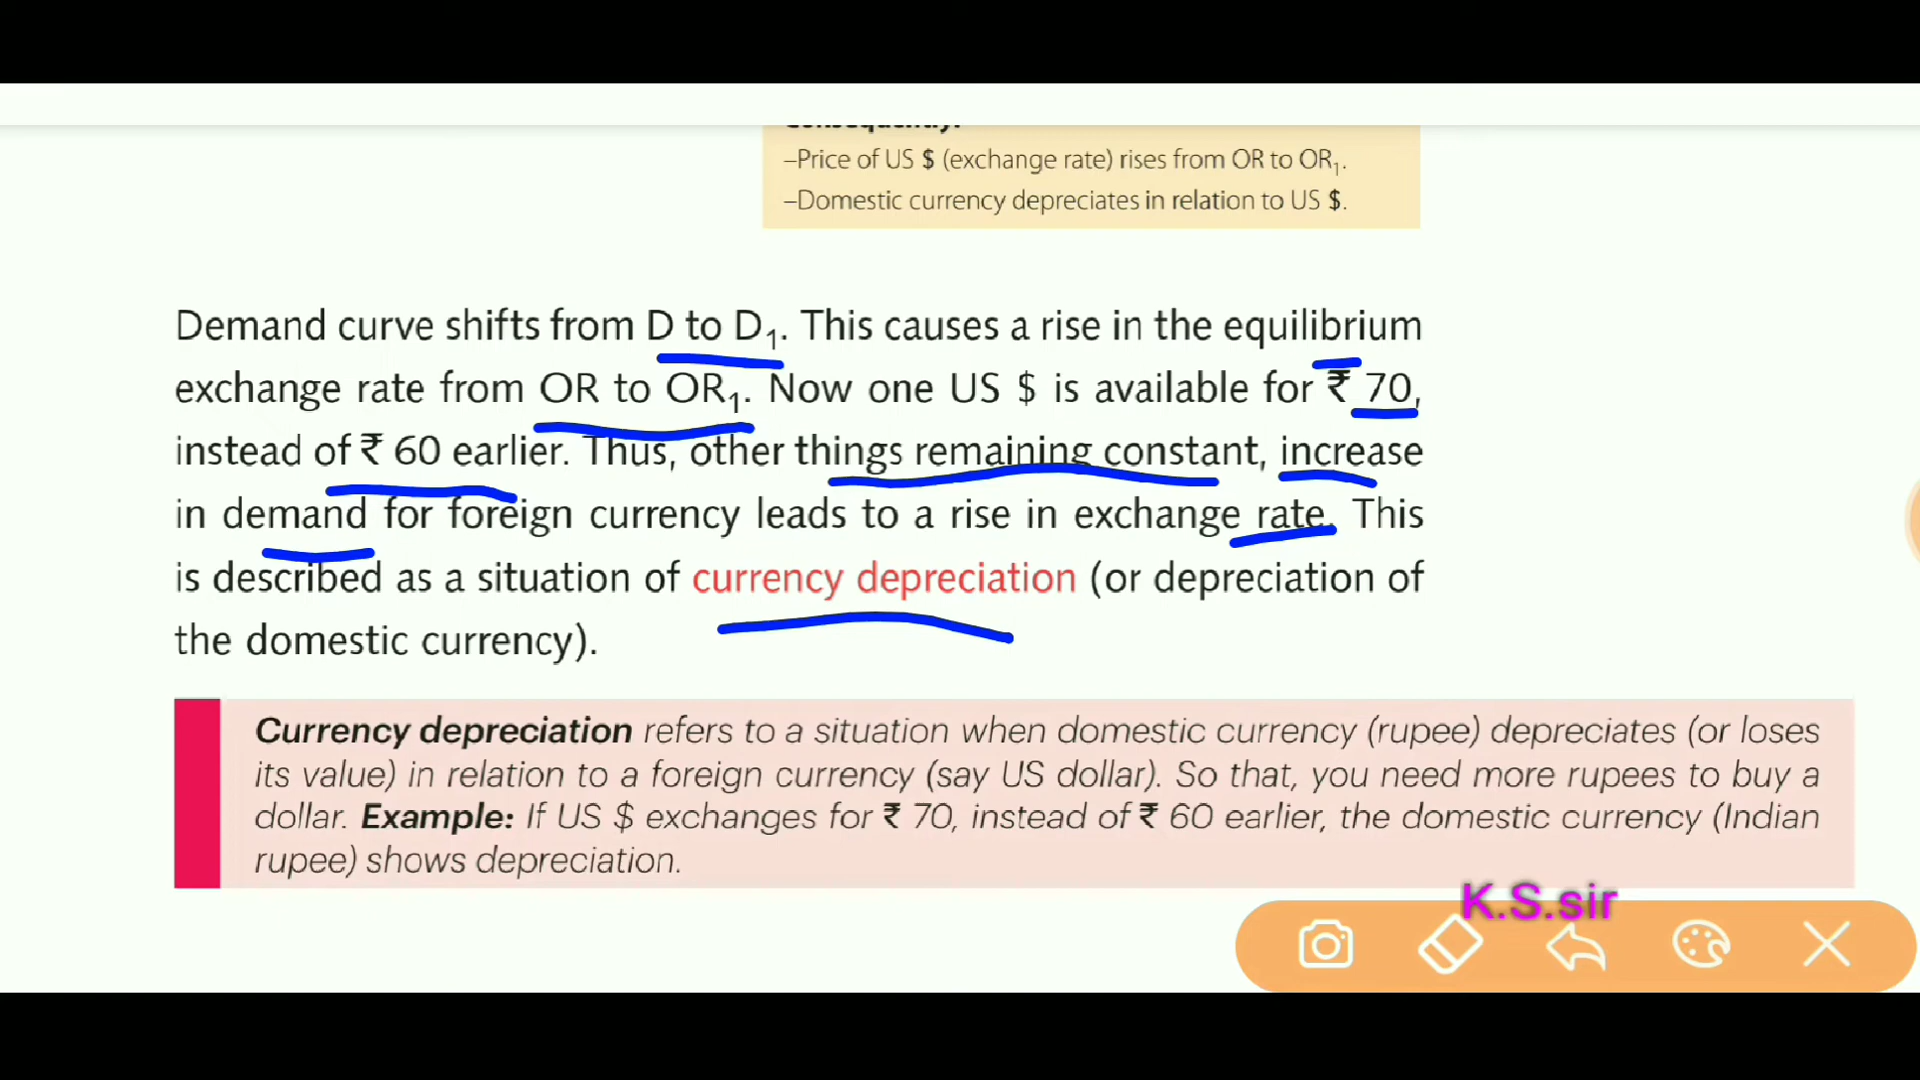 Consequently:
–Price of US $ (exchange rate) rises from OR to OR₁.
–Domestic currency depreciates in relation to US $.
Demand curve shifts from D to D₁. This causes a rise in the equilibrium
exchange rate from OR to OR₁. Now one US $ is available for ₹ 70,
instead of ₹ 60 earlier. Thus, other things remaining constant, increase
in demand for foreign currency leads to a rise in exchange rate. This
is described as a situation of currency depreciation (or depreciation of
the domestic currency).
Currency depreciation refers to a situation when domestic currency (rupee) depreciates (or loses
its value) in relation to a foreign currency (say US dollar). So that, you need more rupees to buy a
dollar. Example: If US $ exchanges for ₹ 70, instead of ₹ 60 earlier, the domestic currency (Indian
rupee) shows depreciation.
K.S.sir